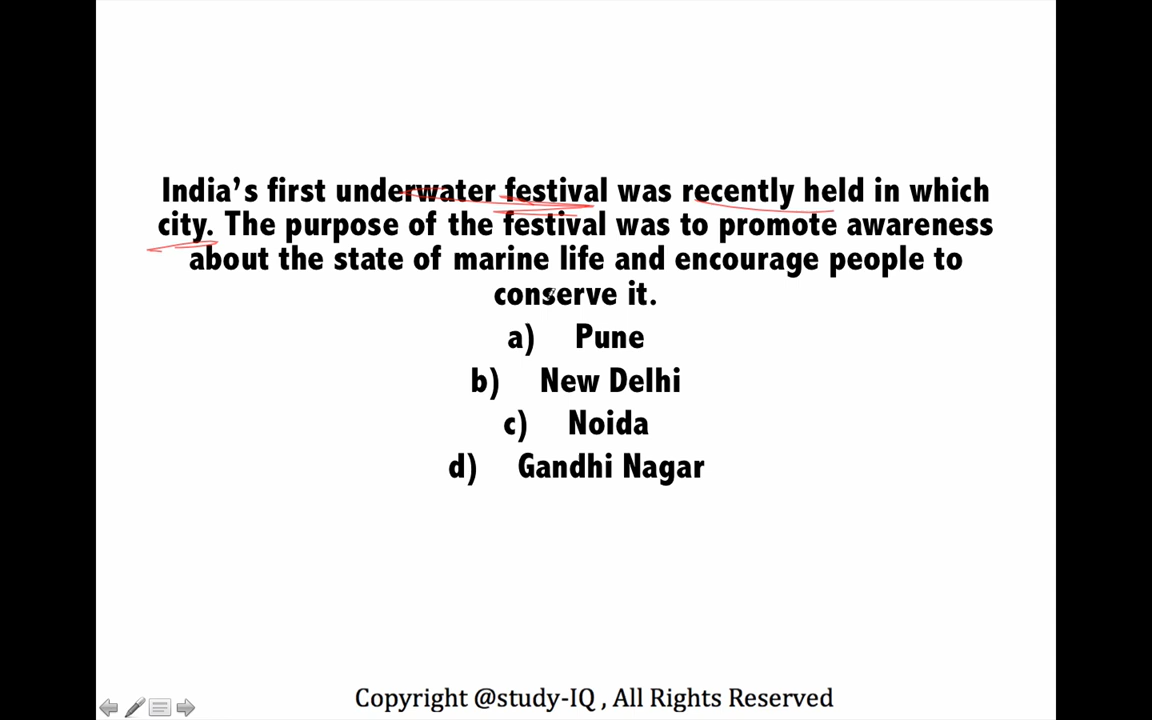 India's first underwater festival was recently held in which
city. The purpose of the festival was to promote awareness
about the state of marine life and encourage people to
conserve it.
a) Pune
b) New Delhi
c) Noida
d) Gandhi Nagar
Copyright @study-IQ , All Rights Reserved